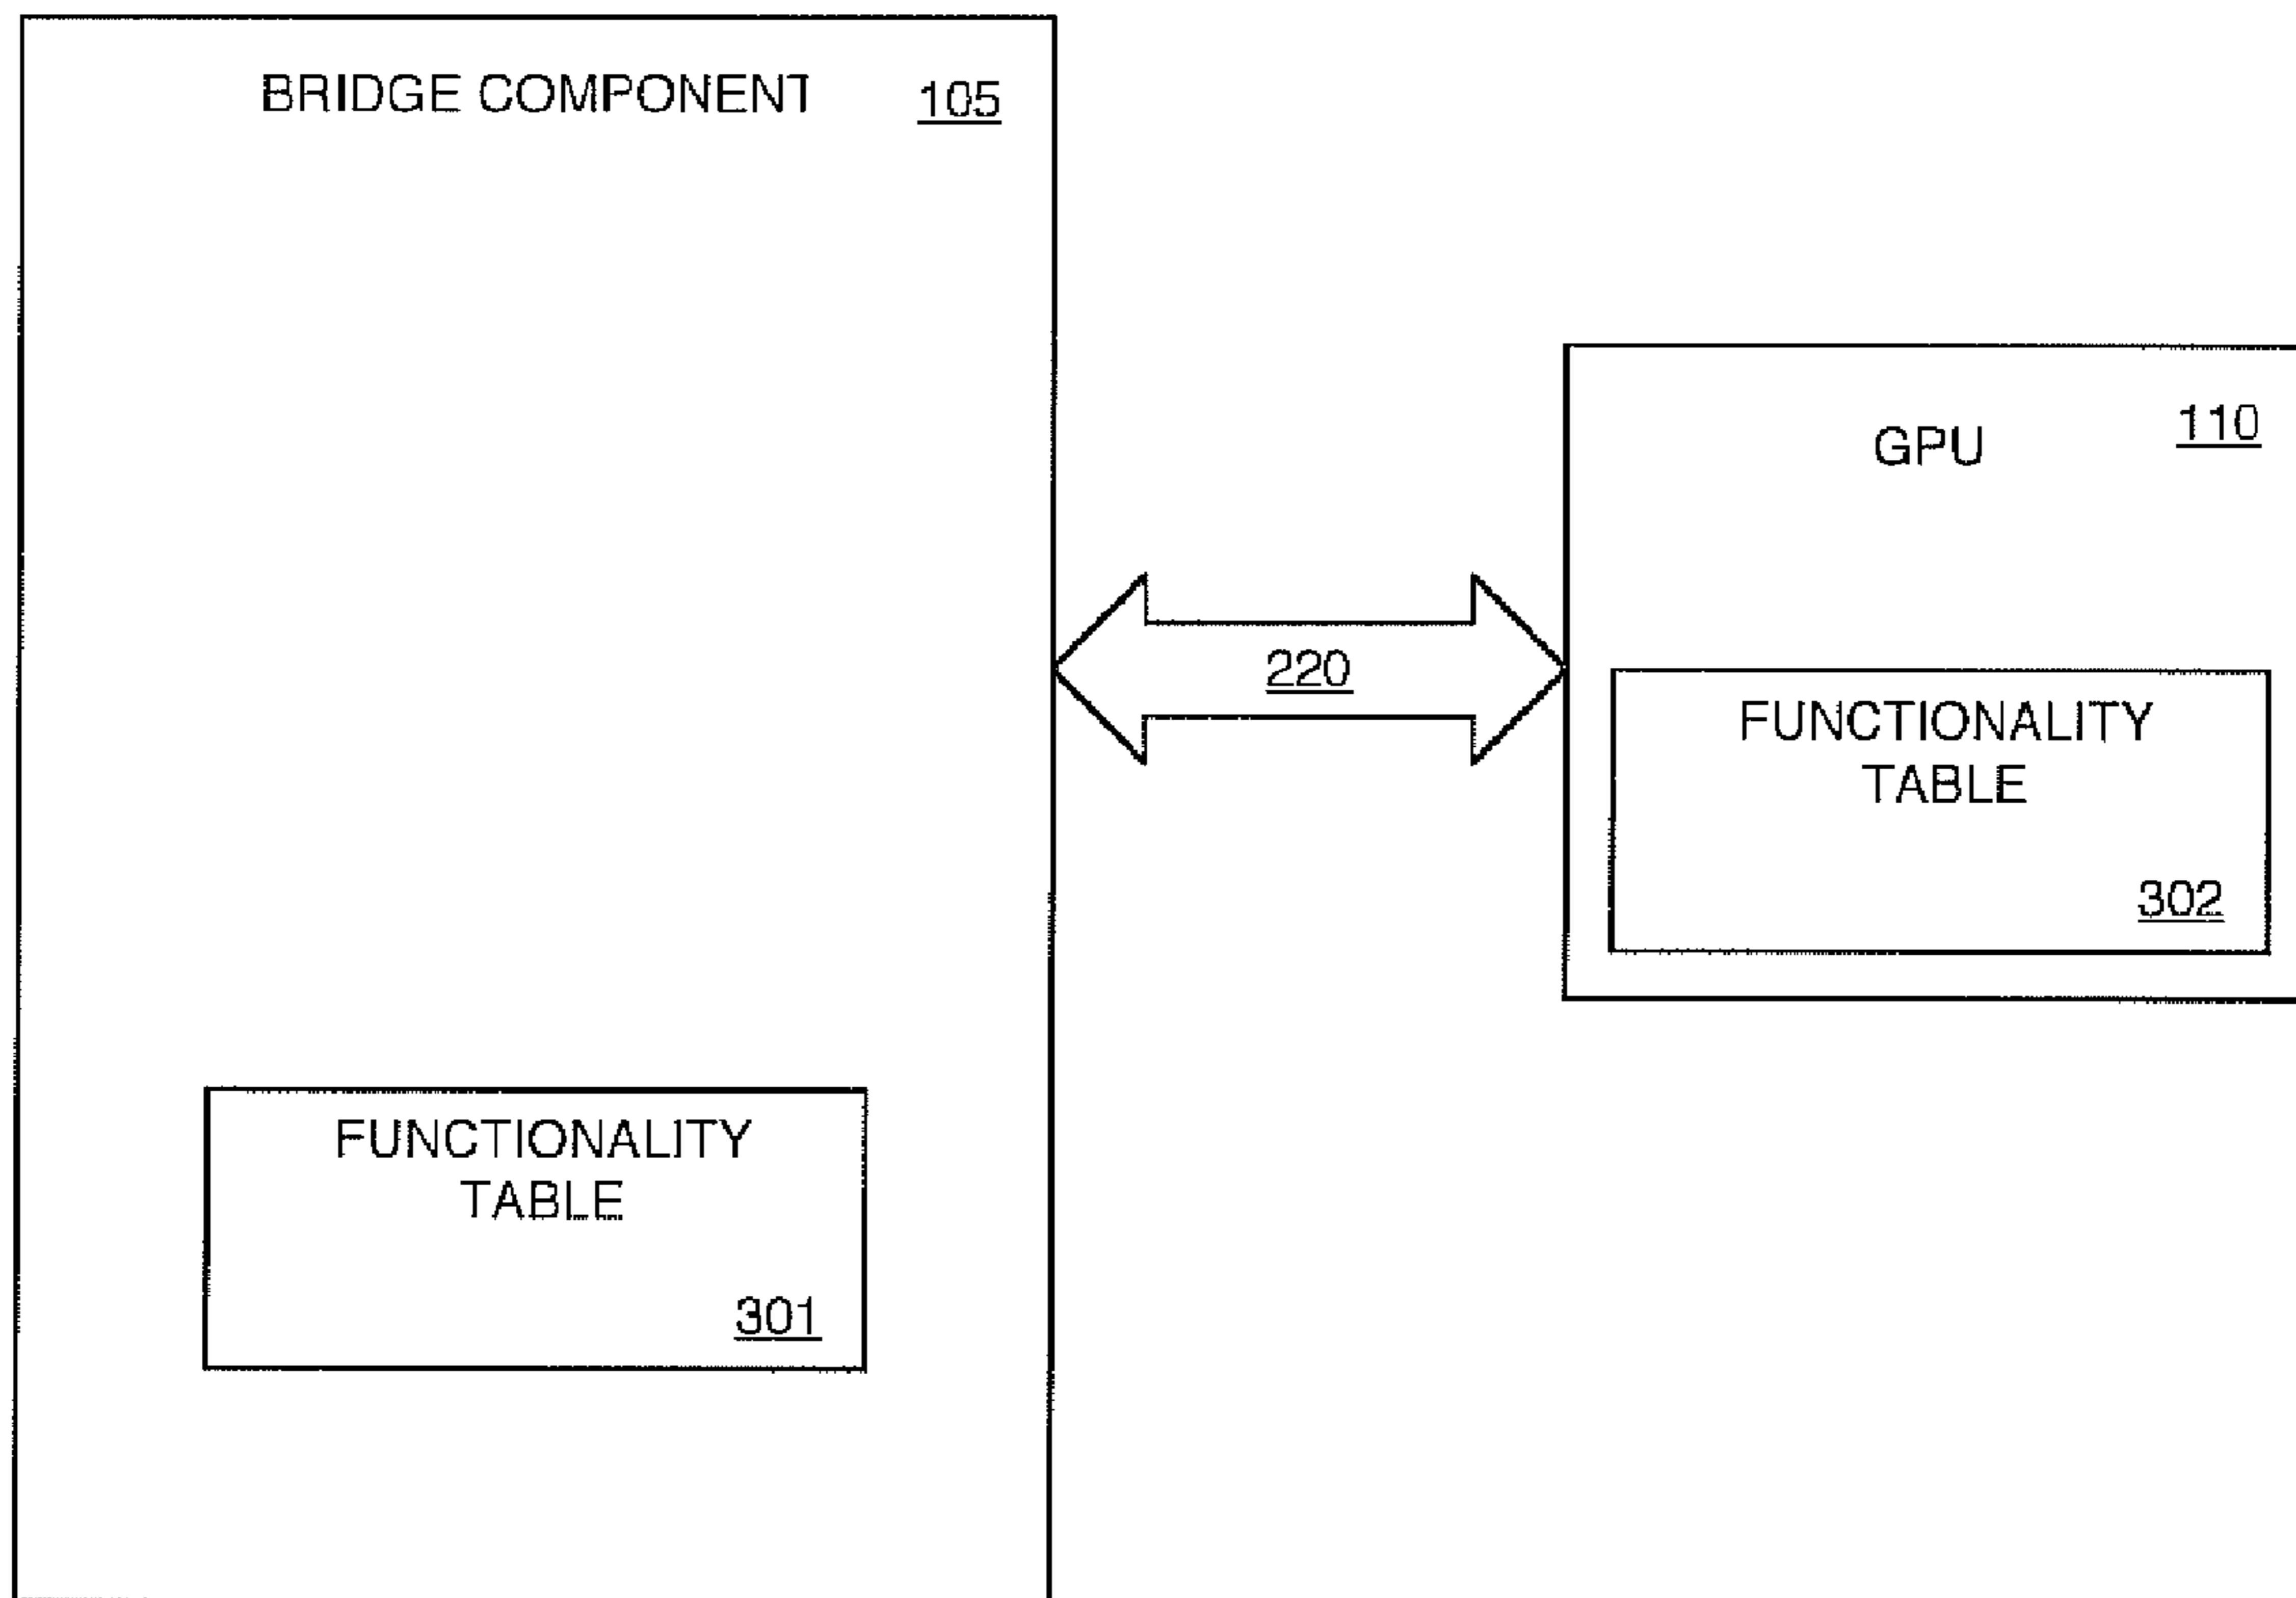 BRIDGE COMPONENT 105
GPU 110
220
FUNCTIONALITY
TABLE
302
FUNCTIONALITY
TABLE
301